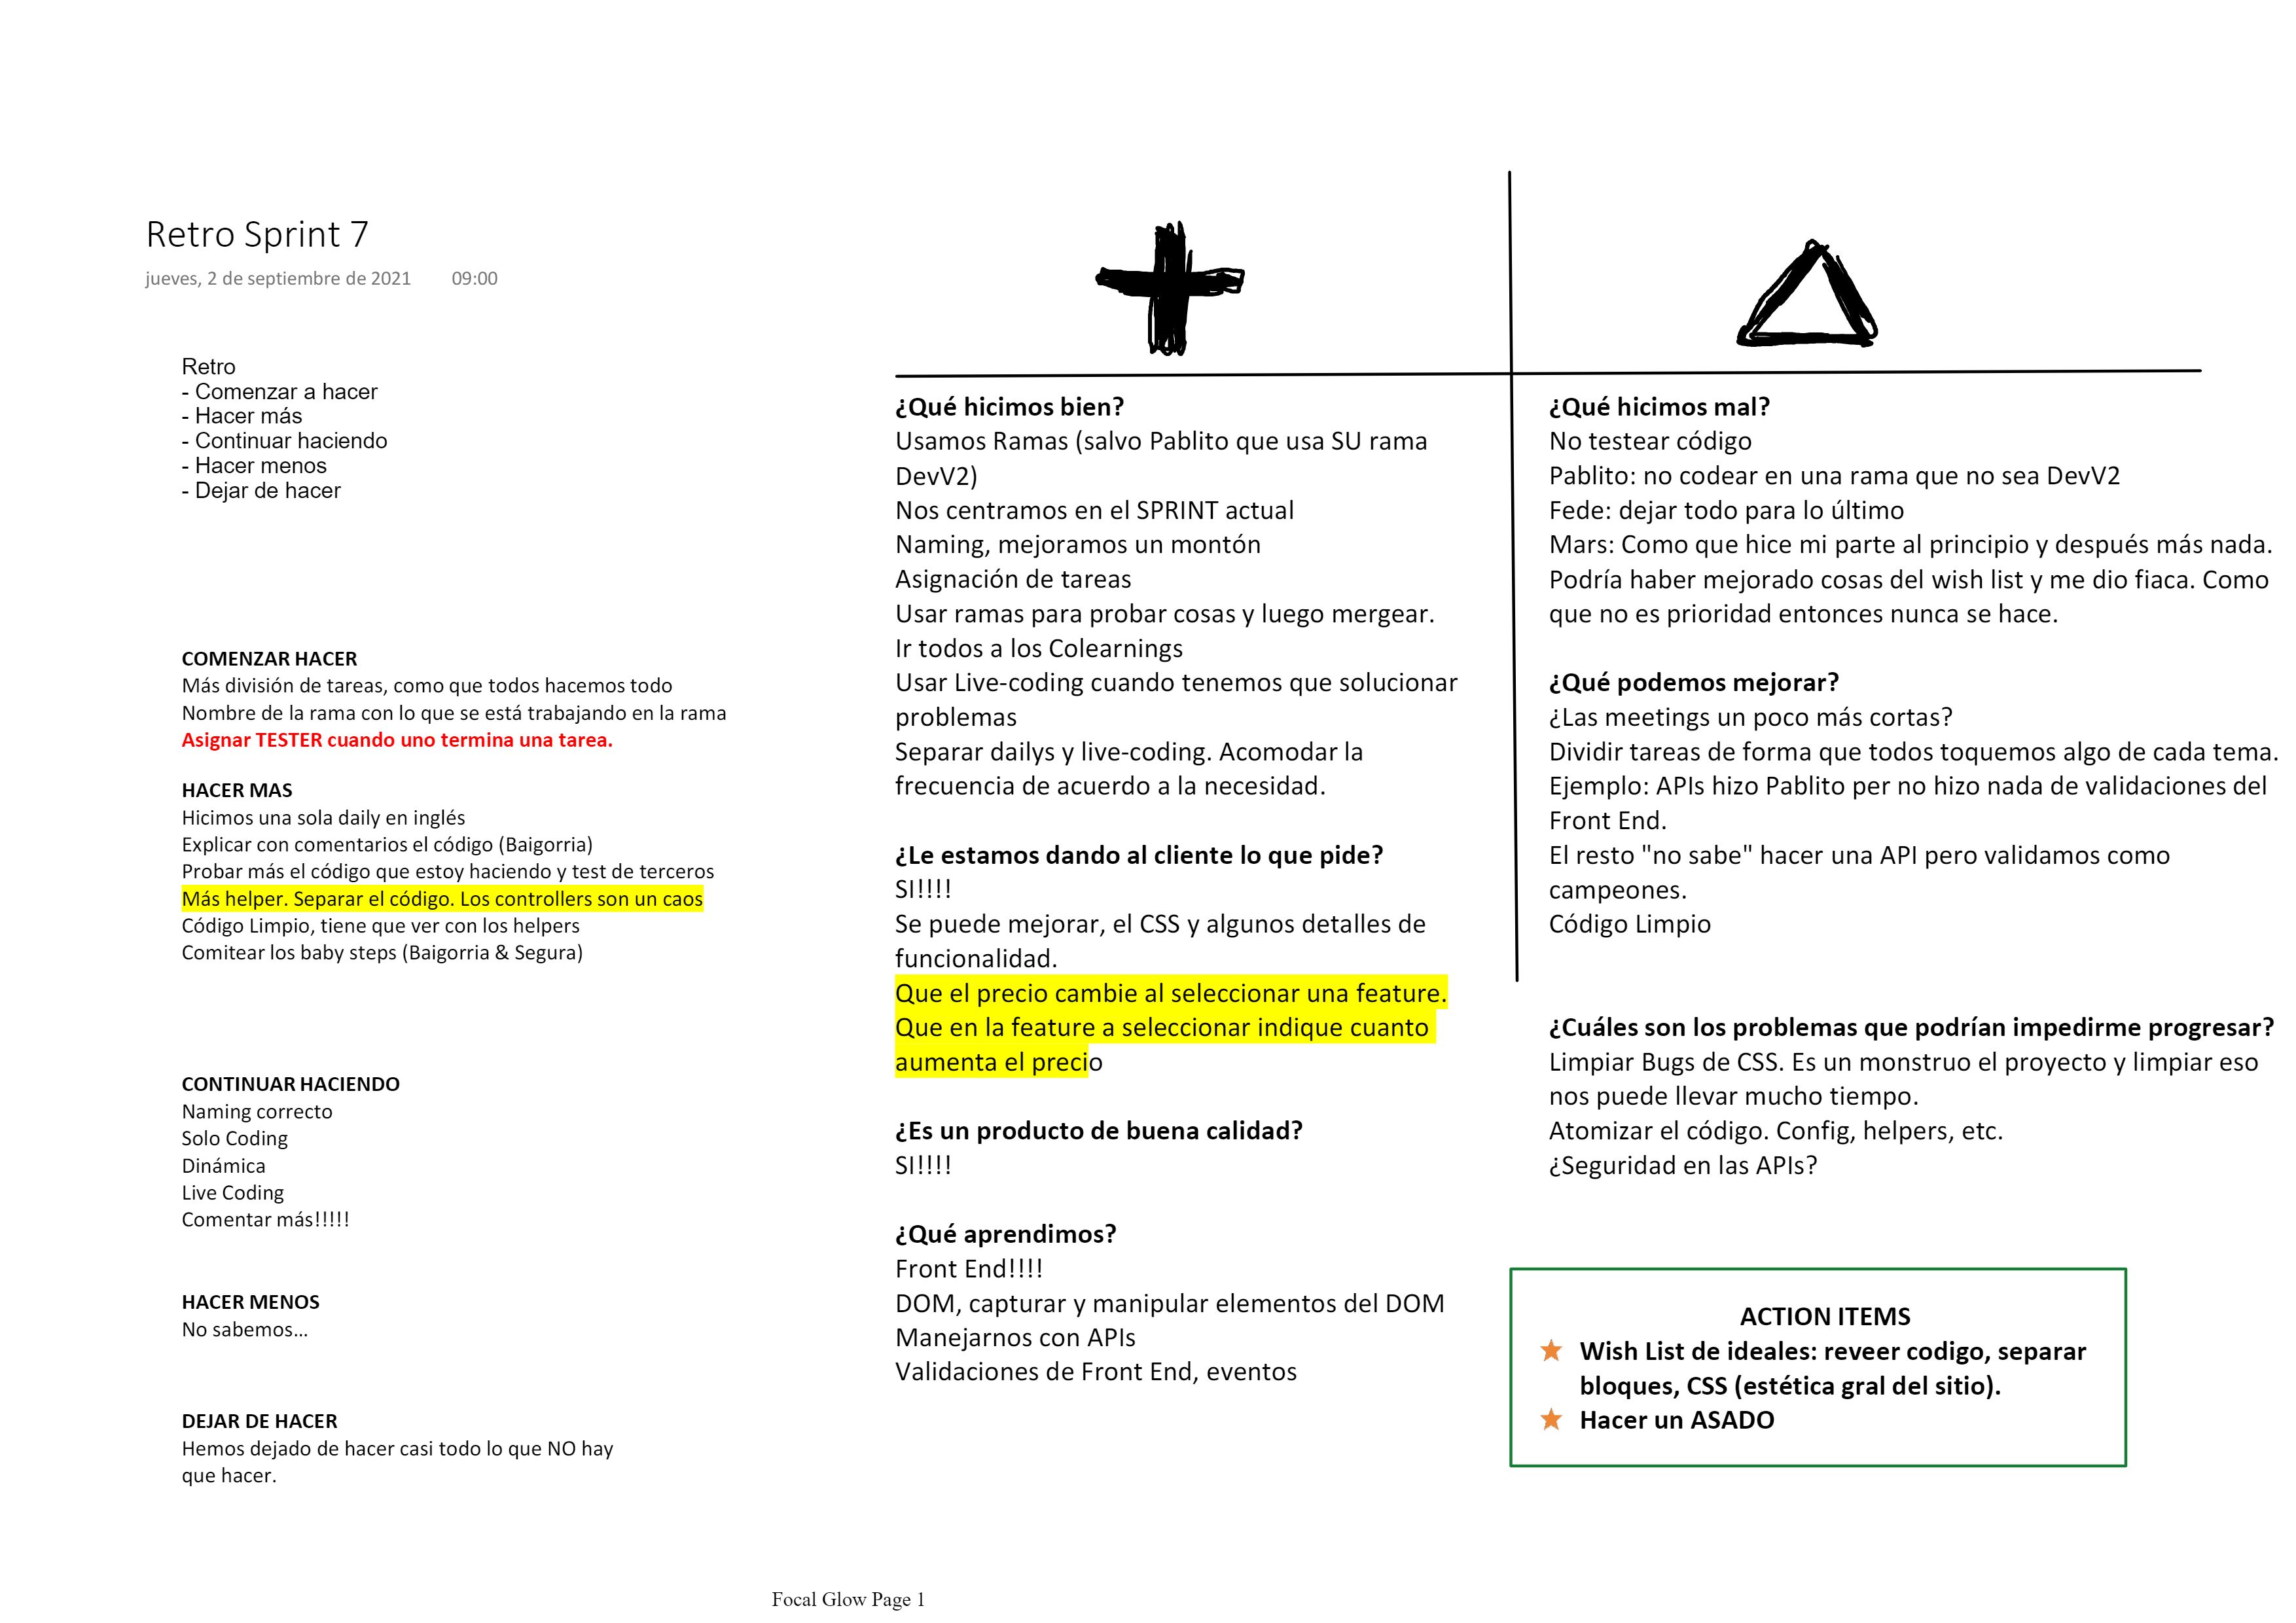 Retro Sprint 7
jueves, 2 de septiembre de 2021 09:00
Retro
- Comenzar a hacer
- Hacer más
- Continuar haciendo
- Hacer menos
- Dejar de hacer
COMENZAR HACER
Más división de tareas, como que todos hacemos todo
Nombre de la rama con lo que se está trabajando en la rama
Asignar TESTER cuando uno termina una tarea.
HACER MAS
Hicimos una sola daily en inglés
Explicar con comentarios el código (Baigorria)
Probar más el código que estoy haciendo y test de terceros
Más helper. Separar el código. Los controllers son un caos
Código Limpio, tiene que ver con los helpers
Comitear los baby steps (Baigorria & Segura)
CONTINUAR HACIENDO
Naming correcto
Solo Coding
Dinámica
Live Coding
Comentar más!!!!!
HACER MENOS
No sabemos...
DEJAR DE HACER
Hemos dejado de hacer casi todo lo que NO hay
que hacer.
¿Qué hicimos bien?
Usamos Ramas (salvo Pablito que usa SU rama
DevV2)
Nos centramos en el SPRINT actual
Naming, mejoramos un montón
Asignación de tareas
Usar ramas para probar cosas y luego mergear.
Ir todos a los Colearnings
Usar Live-coding cuando tenemos que solucionar
problemas
Separar dailys y live-coding. Acomodar la
frecuencia de acuerdo a la necesidad.
¿Le estamos dando al cliente lo que pide?
SI!!!!
Se puede mejorar, el CSS y algunos detalles de
funcionalidad.
Que el precio cambie al seleccionar una feature.
Que en la feature a seleccionar indique cuanto
aumenta el precio
¿Es un producto de buena calidad?
SI!!!!
¿Qué aprendimos?
Front End!!!!
DOM, capturar y manipular elementos del DOM
Manejarnos con APIs
Validaciones de Front End, eventos
¿Qué hicimos mal?
No testear código
Pablito: no codear en una rama que no sea DevV2
Fede: dejar todo para lo último
Mars: Como que hice mi parte al principio y después más nada.
Podría haber mejorado cosas del wish list y me dio fiaca. Como
que no es prioridad entonces nunca se hace.
¿Qué podemos mejorar?
¿Las meetings un poco más cortas?
Dividir tareas de forma que todos toquemos algo de cada tema.
Ejemplo: APIs hizo Pablito per no hizo nada de validaciones del
Front End.
El resto "no sabe" hacer una API pero validamos como
campeones.
Código Limpio
¿Cuáles son los problemas que podrían impedirme progresar?
Limpiar Bugs de CSS. Es un monstruo el proyecto y limpiar eso
nos puede llevar mucho tiempo.
Atomizar el código. Config, helpers, etc.
¿Seguridad en las APIs?
ACTION ITEMS
Wish List de ideales: reveer codigo, separar
bloques, CSS (estética gral del sitio).
Hacer un ASADO
Focal Glow Page 1